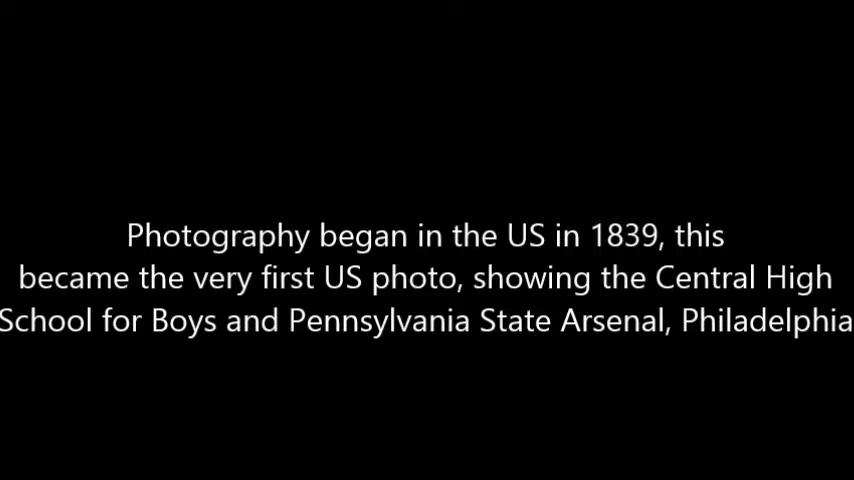 Photography began in the US in 1839, this
became the very first US photo, showing the Central High
School for Boys and Pennsylvania State Arsenal, Philadelphia